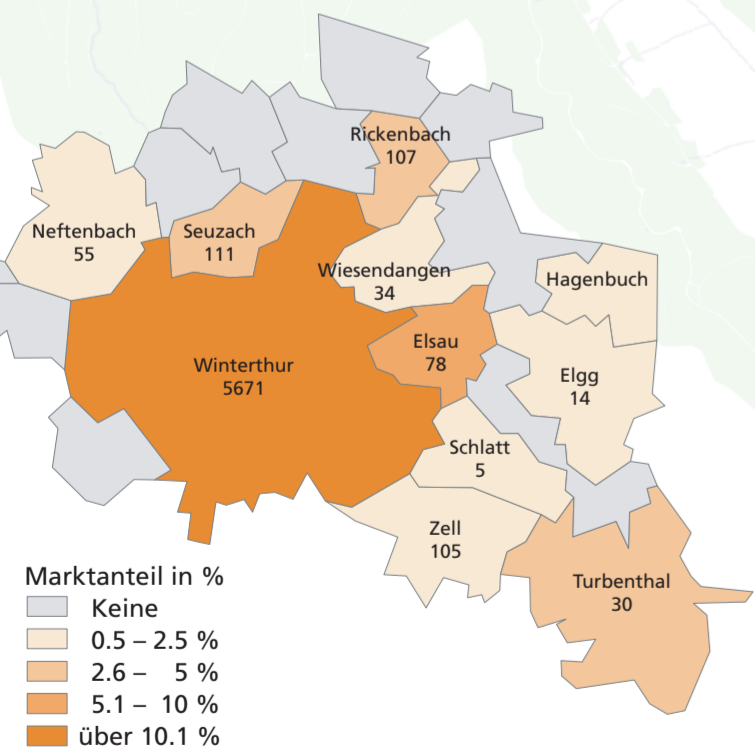 Rickenbach
107
Neftenbach
55
Seuzach
111
Wiesendangen
34
Hagenbuch
Elsau
78
Winterthur
5671
Elgg
14
Schlatt
5
Zell
105
Turbenthal
30
Marktanteil in %
Keine
0.5 – 2.5 %
2.6 – 5 %
5.1 – 10 %
über 10.1 %